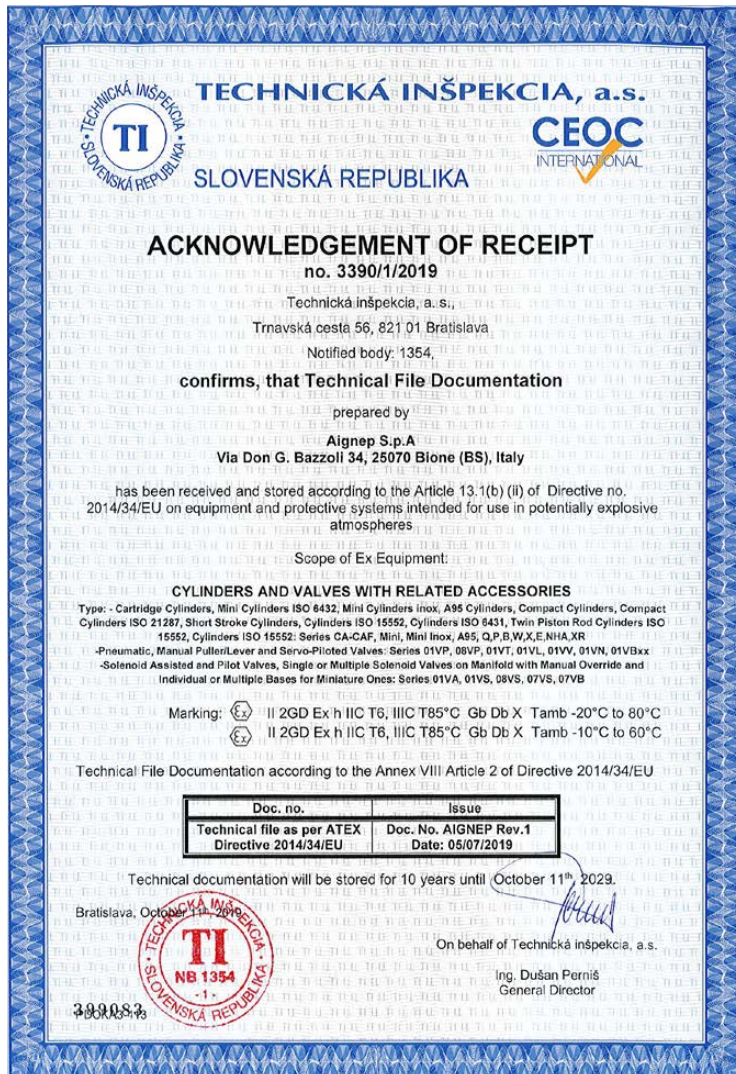 TECHNICKÁ INŠPEKCIA, a.s.
TECHNICKÁ INŠPEKCIA
TI
SLOVENSKÁ REPUBLIKA
CEOC
INTERNATIONAL
SLOVENSKÁ REPUBLIKA
ACKNOWLEDGEMENT OF RECEIPT
no. 3390/1/2019
Technická inšpekcia, a. s.,
Trnavská cesta 56, 821 01 Bratislava
Notified body: 1354,
confirms, that Technical File Documentation
prepared by
Aignep S.p.A
Via Don G. Bazzoli 34, 25070 Bione (BS), Italy
has been received and stored according to the Article 13.1(b) (ii) of Directive no.
2014/34/EU on equipment and protective systems intended for use in potentially explosive
atmospheres
Scope of Ex Equipment:
CYLINDERS AND VALVES WITH RELATED ACCESSORIES
Type: - Cartridge Cylinders, Mini Cylinders ISO 6432, Mini Cylinders inox, A95 Cylinders, Compact Cylinders, Compact
Cylinders ISO 21287, Short Stroke Cylinders, Cylinders ISO 15552, Cylinders ISO 6431, Twin Piston Rod Cylinders ISO
15552, Cylinders ISO 15552: Series CA-CAF, Mini, Mini Inox, A95, Q,P,B,W,X,E,NHA,XR
-Pneumatic, Manual Puller/Lever and Servo-Piloted Valves: Series 01VP, 08VP, 01VT, 01VL, 01VV, 01VN, 01VBxx
-Solenoid Assisted and Pilot Valves, Single or Multiple Solenoid Valves on Manifold with Manual Override and
Individual or Multiple Bases for Miniature Ones: Series 01VA, 01VS, 08VS, 07VS, 07VB
Marking: Ex II 2GD Ex h IIC T6, IIIC T85°C Gb Db X Tamb -20°C to 80°C
Ex II 2GD Ex h IIC T6, IIIC T85°C Gb Db X Tamb -10°C to 60°C
Technical File Documentation according to the Annex VIII Article 2 of Directive 2014/34/EU
Doc. no. Issue
Technical file as per ATEX Doc. No. AIGNEP Rev.1
Directive 2014/34/EU Date: 05/07/2019
Technical documentation will be stored for 10 years until October 11th, 2029.
Bratislava, October 11th, 2019
TECHNICKÁ INŠPEKCIA
TI
NB 1354
- 1 -
SLOVENSKÁ REPUBLIKA
On behalf of Technická inšpekcia, a.s.
Ing. Dušan Perniš
General Director
399083